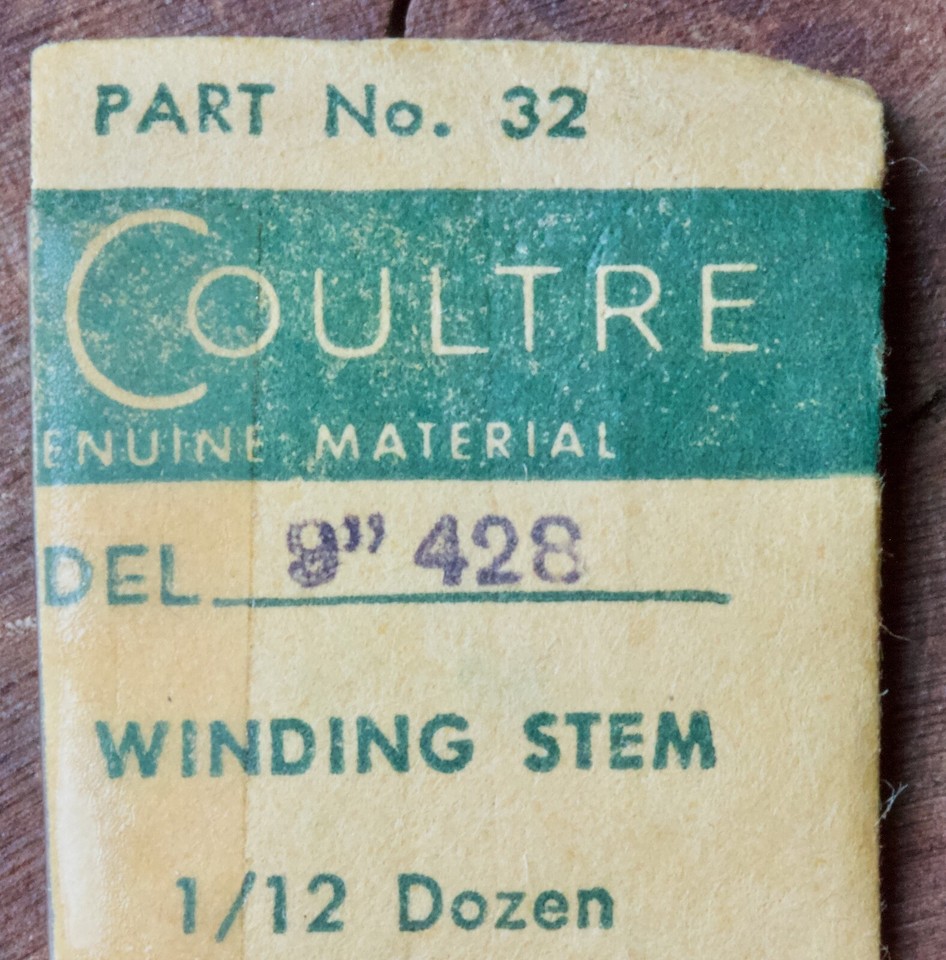 PART No. 32
COULTRE
ENUINE MATERIAL
DEL 9" 428
WINDING STEM
1/12 Dozen